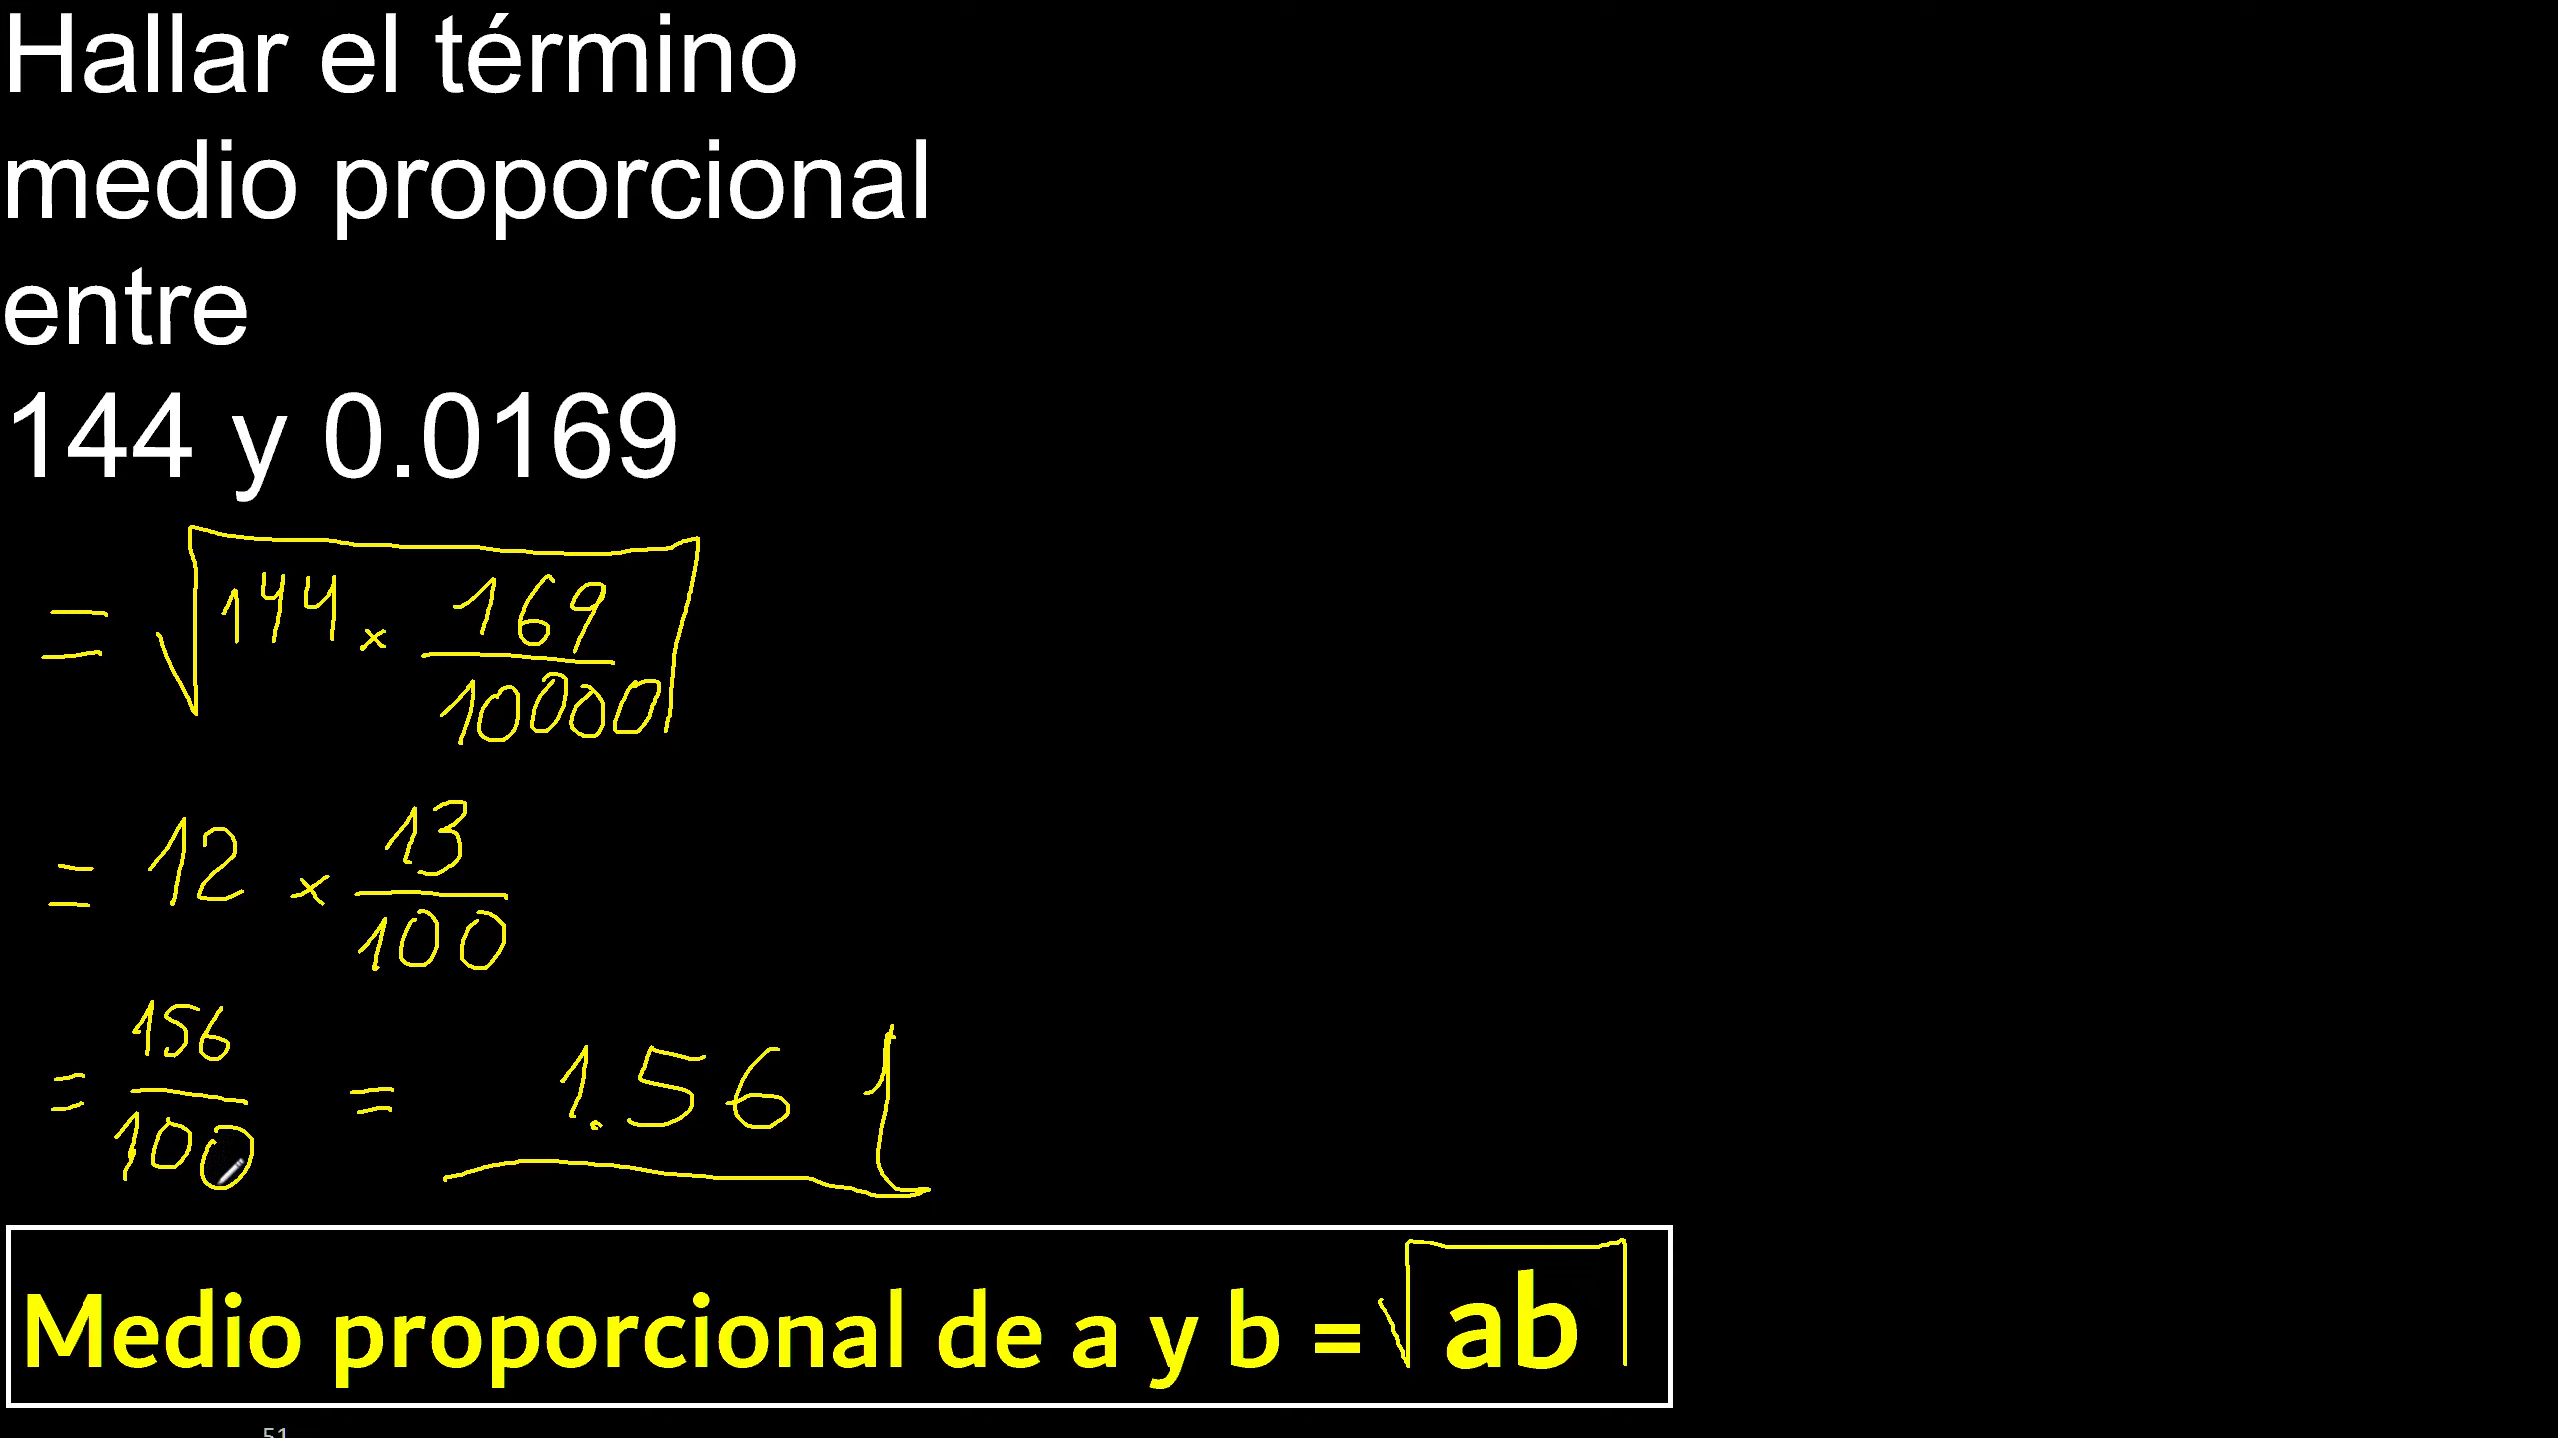 Hallar el término
medio proporcional
entre
144 y 0.0169
= √144 × 169/10000
= 12 × 13/100
= 156/100 = 1.56
Medio proporcional de a y b = √ab
51